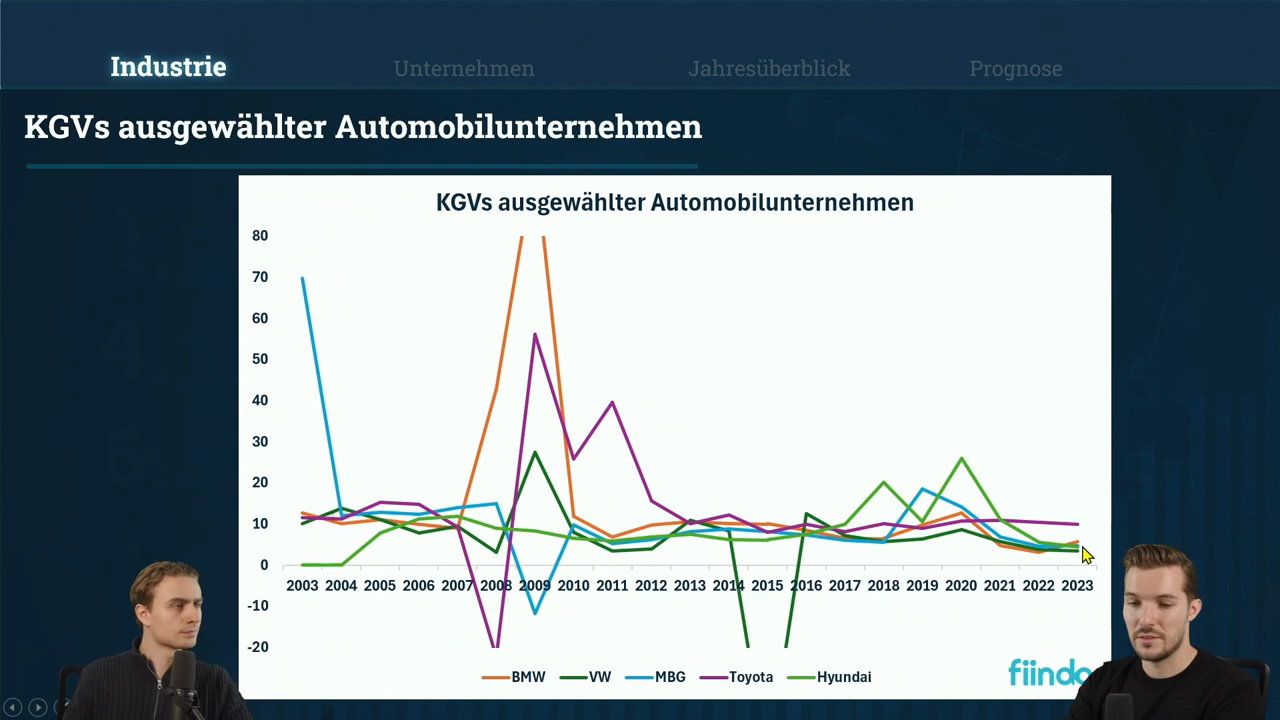 Industrie Unternehmen Jahresüberblick Prognose
KGVs ausgewählter Automobilunternehmen
KGVs ausgewählter Automobilunternehmen
80
70
60
50
40
30
20
10
0
2003 2004 2005 2006 2007 2008 2009 2010 2011 2012 2013 2014 2015 2016 2017 2018 2019 2020 2021 2022 2023
-10
-20
BMW VW MBG Toyota Hyundai
fiindo